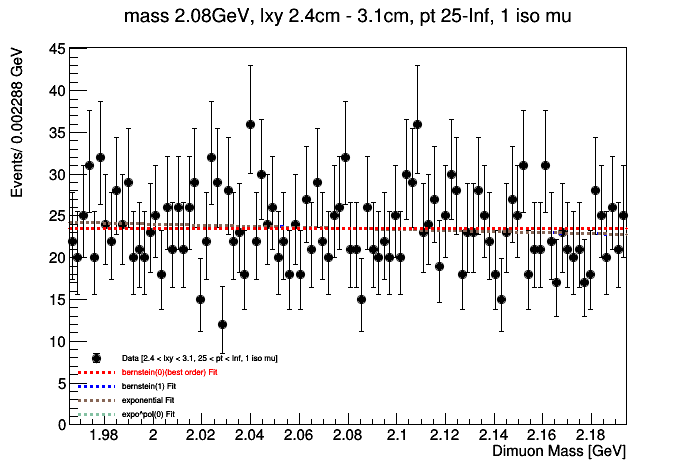 mass 2.08GeV, lxy 2.4cm - 3.1cm, pt 25-Inf, 1 iso mu
Events/ 0.002288 GeV
45
40
35
30
25
20
15
10
5
0
Data [2.4 < lxy < 3.1, 25 < pt < Inf, 1 iso mu]
bernstein(0)(best order) Fit
bernstein(1) Fit
exponential Fit
expo*pol(0) Fit
1.98 2 2.02 2.04 2.06 2.08 2.1 2.12 2.14 2.16 2.18
Dimuon Mass [GeV]